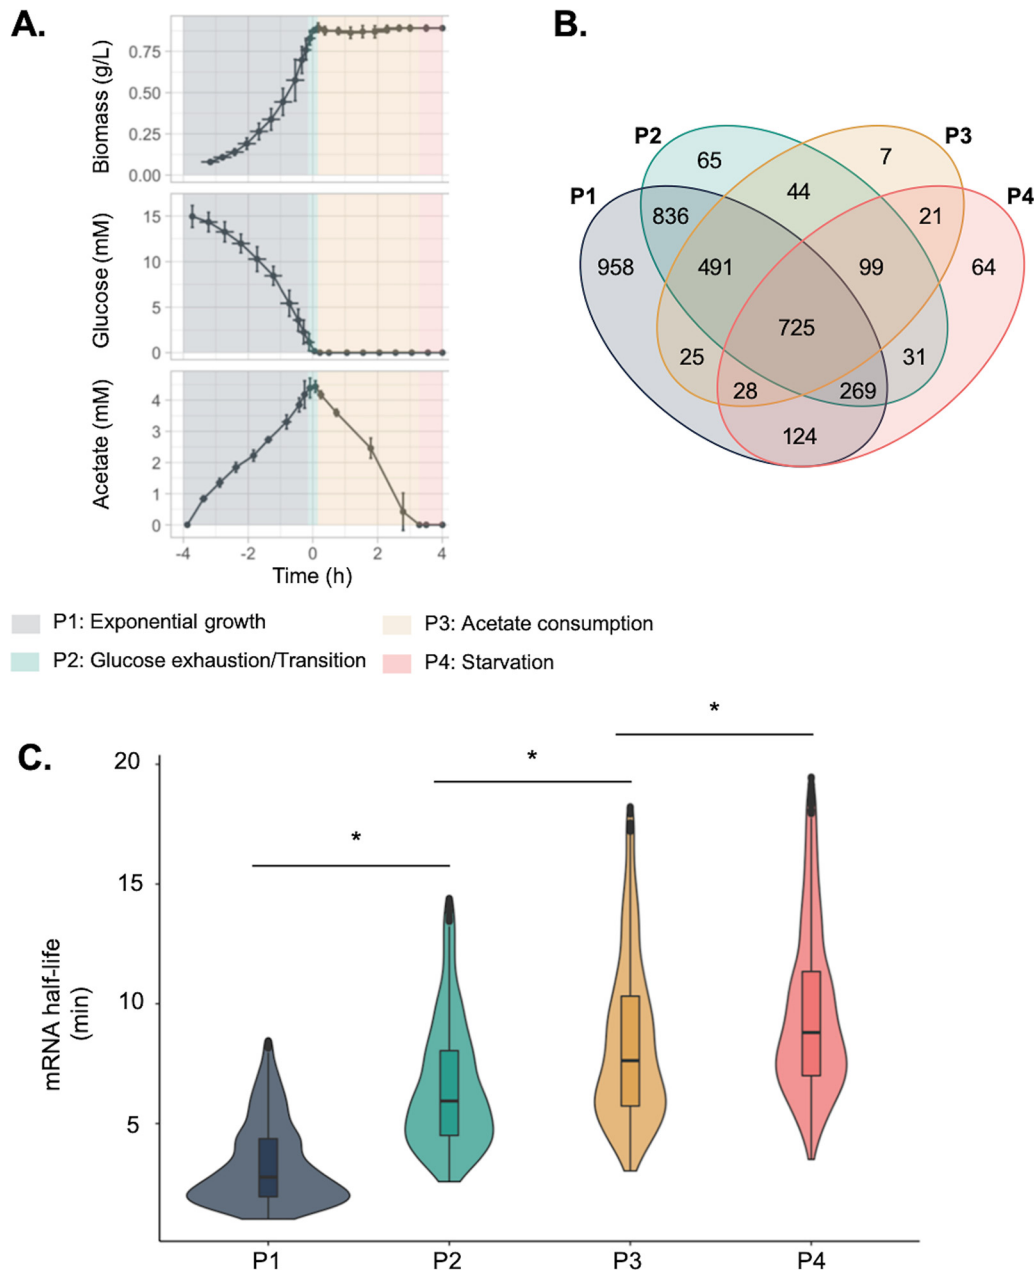 A.
Biomass (g/L)
0.75
0.50
0.25
0.00
Glucose (mM)
15
10
5
0
Acetate (mM)
4
3
2
1
0
-4 -2 0 2 4
Time (h)
B.
P2 P3
65 7
44
P1 P4
836 21
958 491 99 64
725
25 31
28 269
124
P1: Exponential growth
P3: Acetate consumption
P2: Glucose exhaustion/Transition
P4: Starvation
C.
*
*
*
mRNA half-life
(min)
20
15
10
5
P1 P2 P3 P4